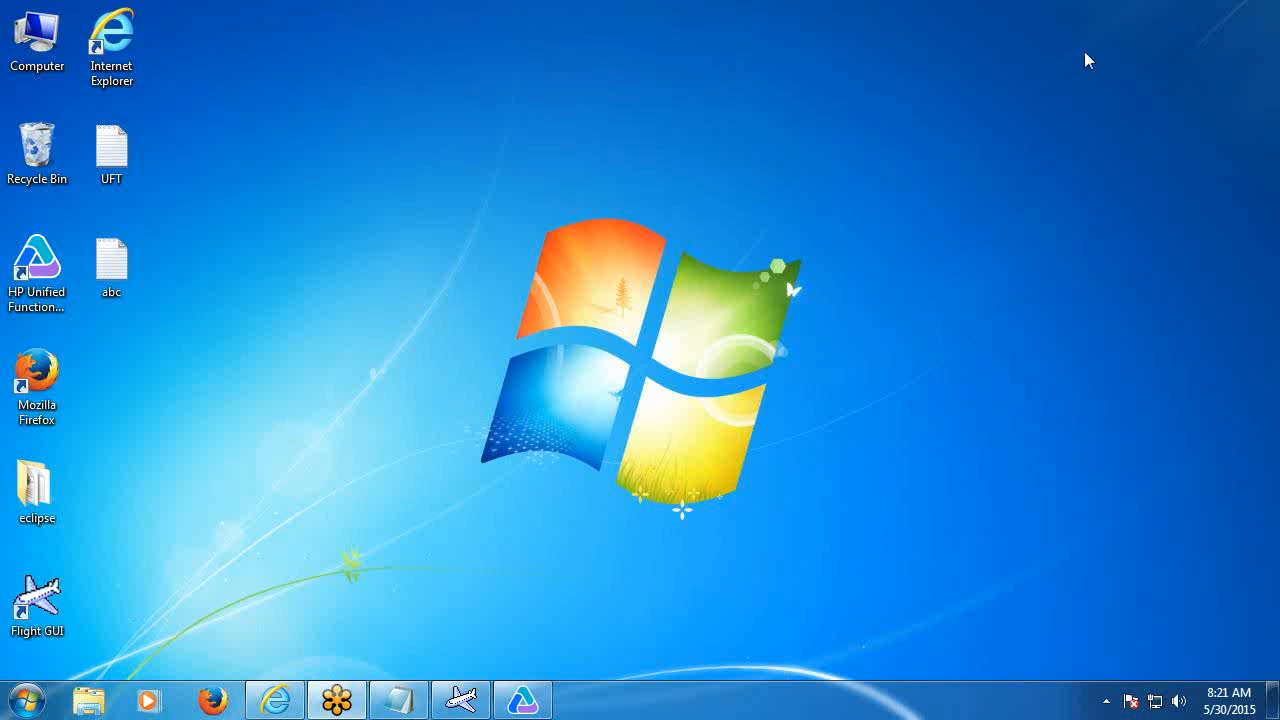 Computer
Internet
Explorer
Recycle Bin
UFT
HP Unified
Function...
abc
Mozilla
Firefox
eclipse
Flight GUI
8:21 AM
5/30/2015